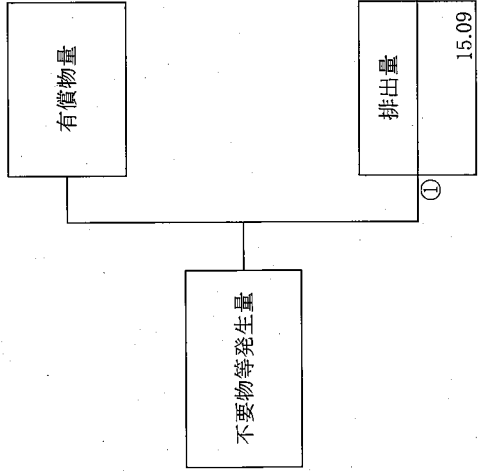 不要物等発生量
有償物量
①
排出量
15.09